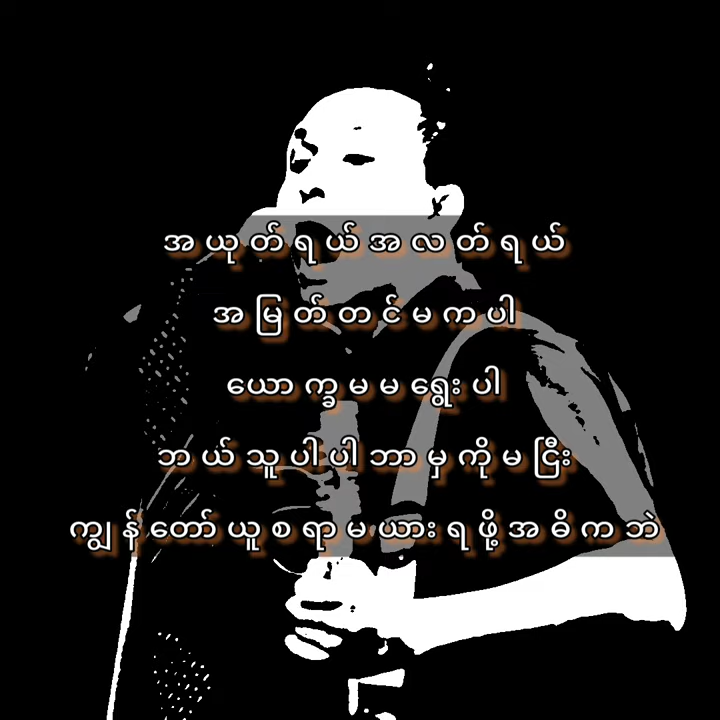 အယုတ်ရယ်အလတ်ရယ်
အမြတ်တင်မကပါ
ယောက္ခမမရွေးပါ
ဘယ်သူပါပါဘာမှကိုမငြီး
ကျွန်တော်ယူစရာမယားရဖို့အဓိကဘဲ